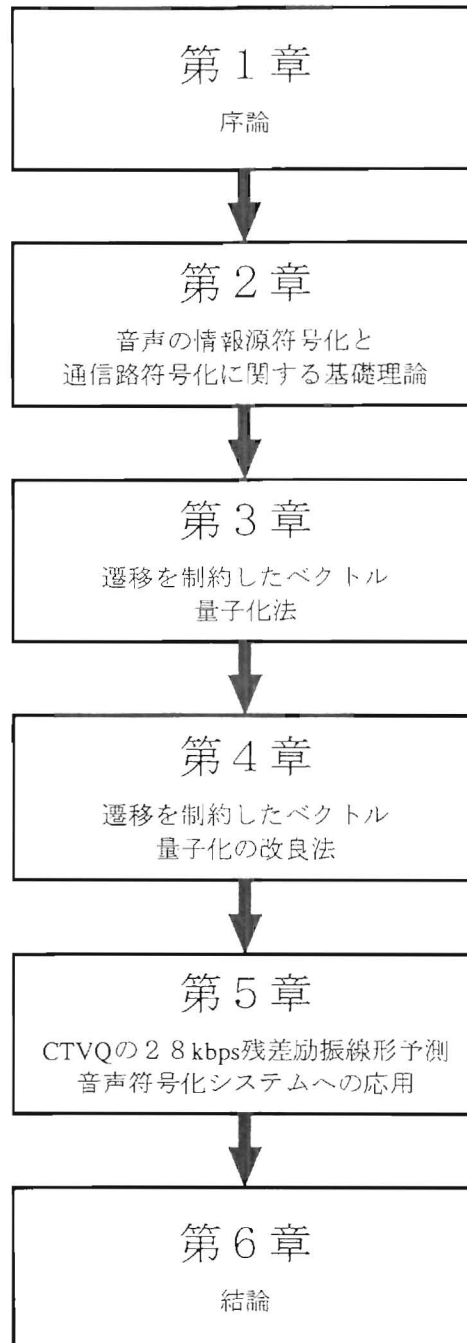 第１章
序論
第２章
音声の情報源符号化と
通信路符号化に関する基礎理論
第３章
遷移を制約したベクトル
量子化法
第４章
遷移を制約したベクトル
量子化の改良法
第５章
CTVQの２８kbps残差励振線形予測
音声符号化システムへの応用
第６章
結論